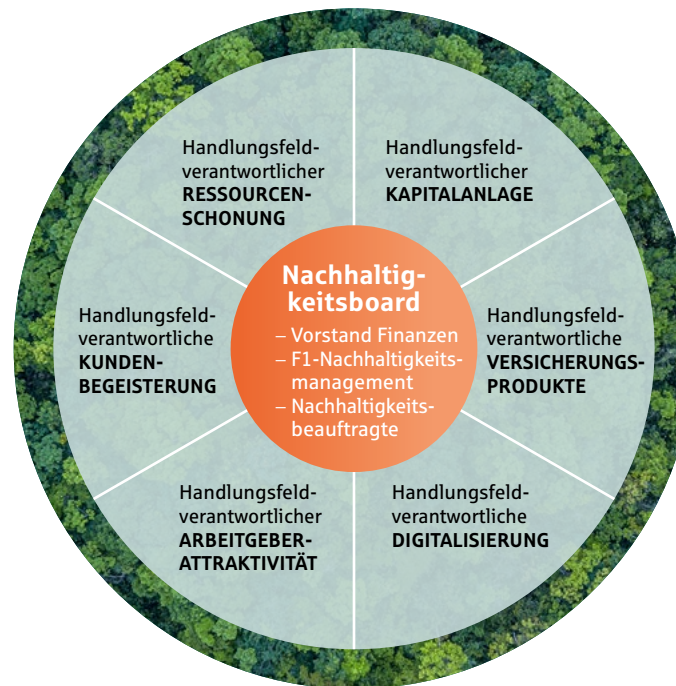 Handlungsfeld-
verantwortlicher
RESSOURCEN-
SCHONUNG
Handlungsfeld-
verantwortlicher
KAPITALANLAGE
Handlungsfeld-
verantwortliche
KUNDEN-
BEGEISTERUNG
Nachhaltig-
keitsboard
– Vorstand Finanzen
– F1-Nachhaltigkeits-
management
– Nachhaltigkeits-
beauftragte
Handlungsfeld-
verantwortliche
VERSICHERUNGS-
PRODUKTE
Handlungsfeld-
verantwortlicher
ARBEITGEBER-
ATTRAKTIVITÄT
Handlungsfeld-
verantwortliche
DIGITALISIERUNG